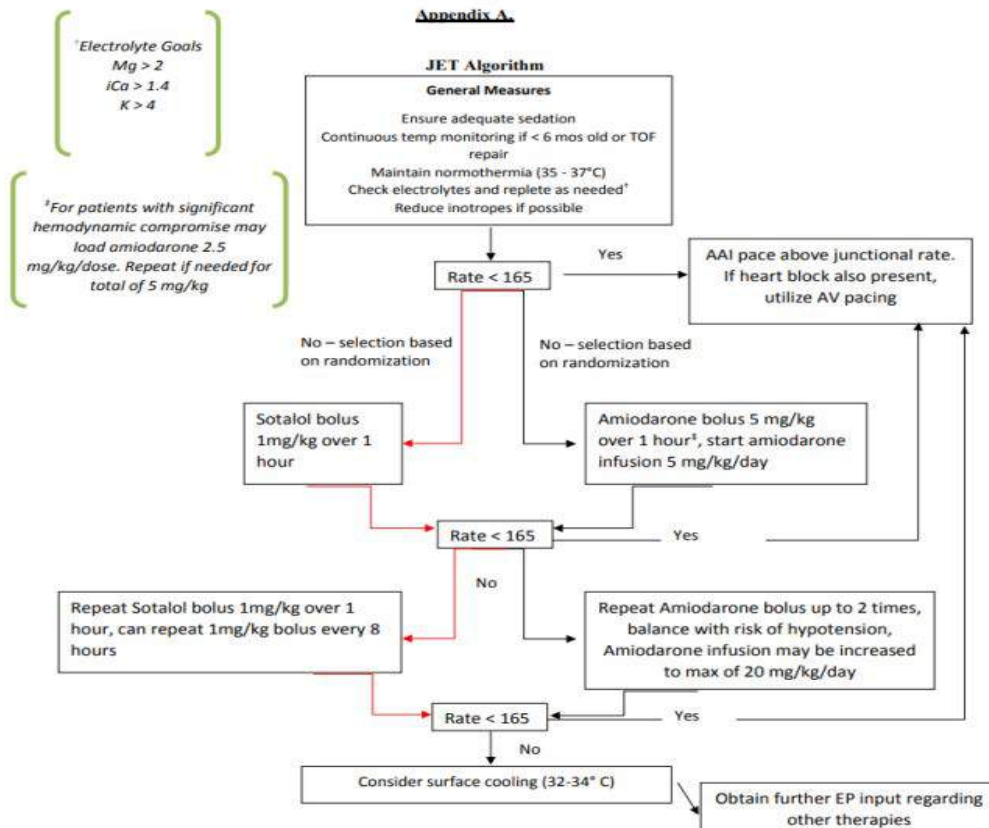 Appendix A.
†Electrolyte Goals
Mg > 2
iCa > 1.4
K > 4
JET Algorithm
General Measures
Ensure adequate sedation
Continuous temp monitoring if < 6 mos old or TOF
repair
Maintain normothermia (35 - 37°C)
Check electrolytes and replete as needed†
Reduce inotropes if possible
‡For patients with significant
hemodynamic compromise may
load amiodarone 2.5
mg/kg/dose. Repeat if needed for
total of 5 mg/kg
Rate < 165
Yes
AAI pace above junctional rate.
If heart block also present,
utilize AV pacing
No – selection based
on randomization
No – selection based
on randomization
Sotalol bolus
1mg/kg over 1
hour
Amiodarone bolus 5 mg/kg
over 1 hour‡, start amiodarone
infusion 5 mg/kg/day
Rate < 165
Yes
No
Repeat Sotalol bolus 1mg/kg over 1
hour, can repeat 1mg/kg bolus every 8
hours
Repeat Amiodarone bolus up to 2 times,
balance with risk of hypotension,
Amiodarone infusion may be increased
to max of 20 mg/kg/day
Rate < 165
Yes
No
Consider surface cooling (32-34° C)
Obtain further EP input regarding
other therapies